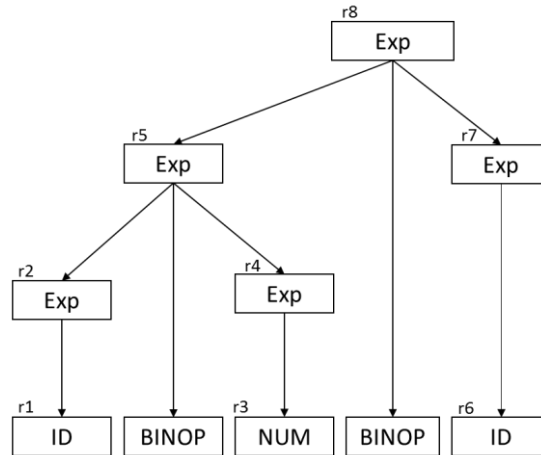 r8
Exp
r5
Exp
r7
Exp
r2
Exp
r4
Exp
r1
ID
BINOP
r3
NUM
BINOP
r6
ID